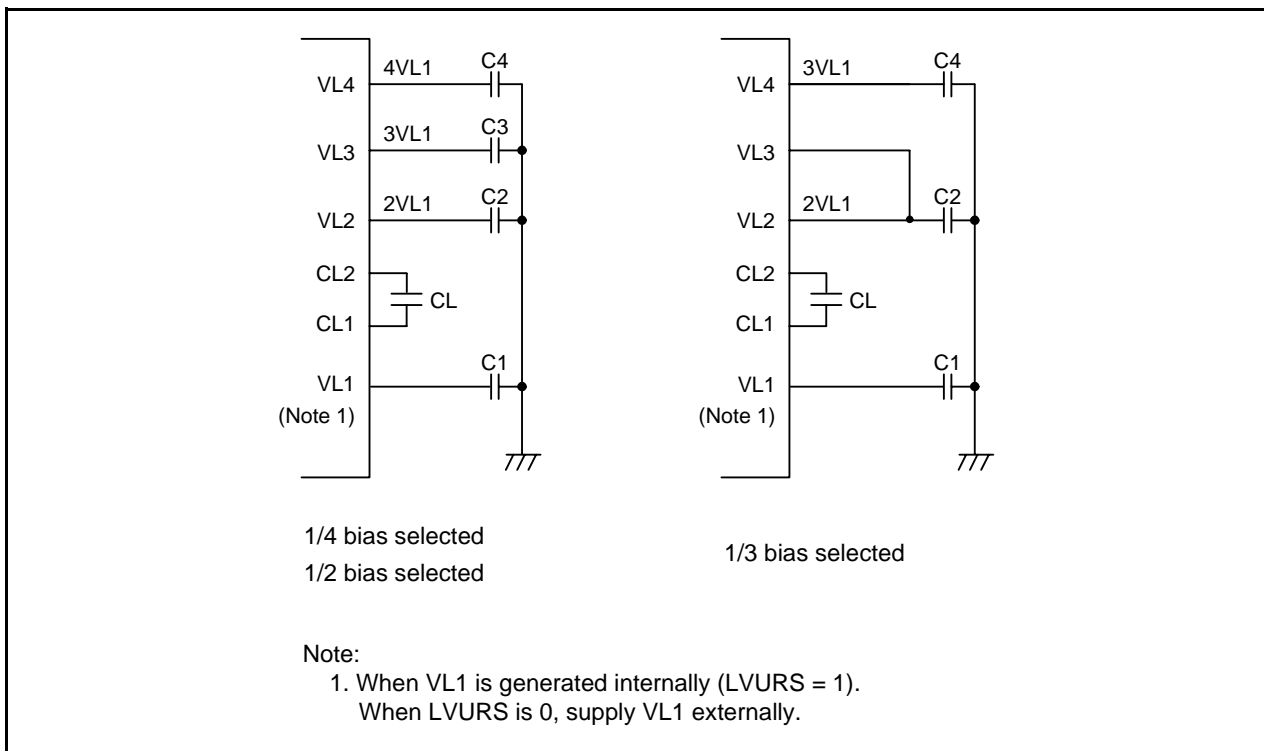 4VL1
C4
VL4
3VL1
C3
VL3
2VL1
C2
VL2
CL2
CL
CL1
C1
VL1
(Note 1)
1/4 bias selected
1/2 bias selected
3VL1
C4
VL4
VL3
2VL1
C2
VL2
CL2
CL
CL1
C1
VL1
(Note 1)
1/3 bias selected
Note:
1. When VL1 is generated internally (LVURS = 1).
When LVURS is 0, supply VL1 externally.